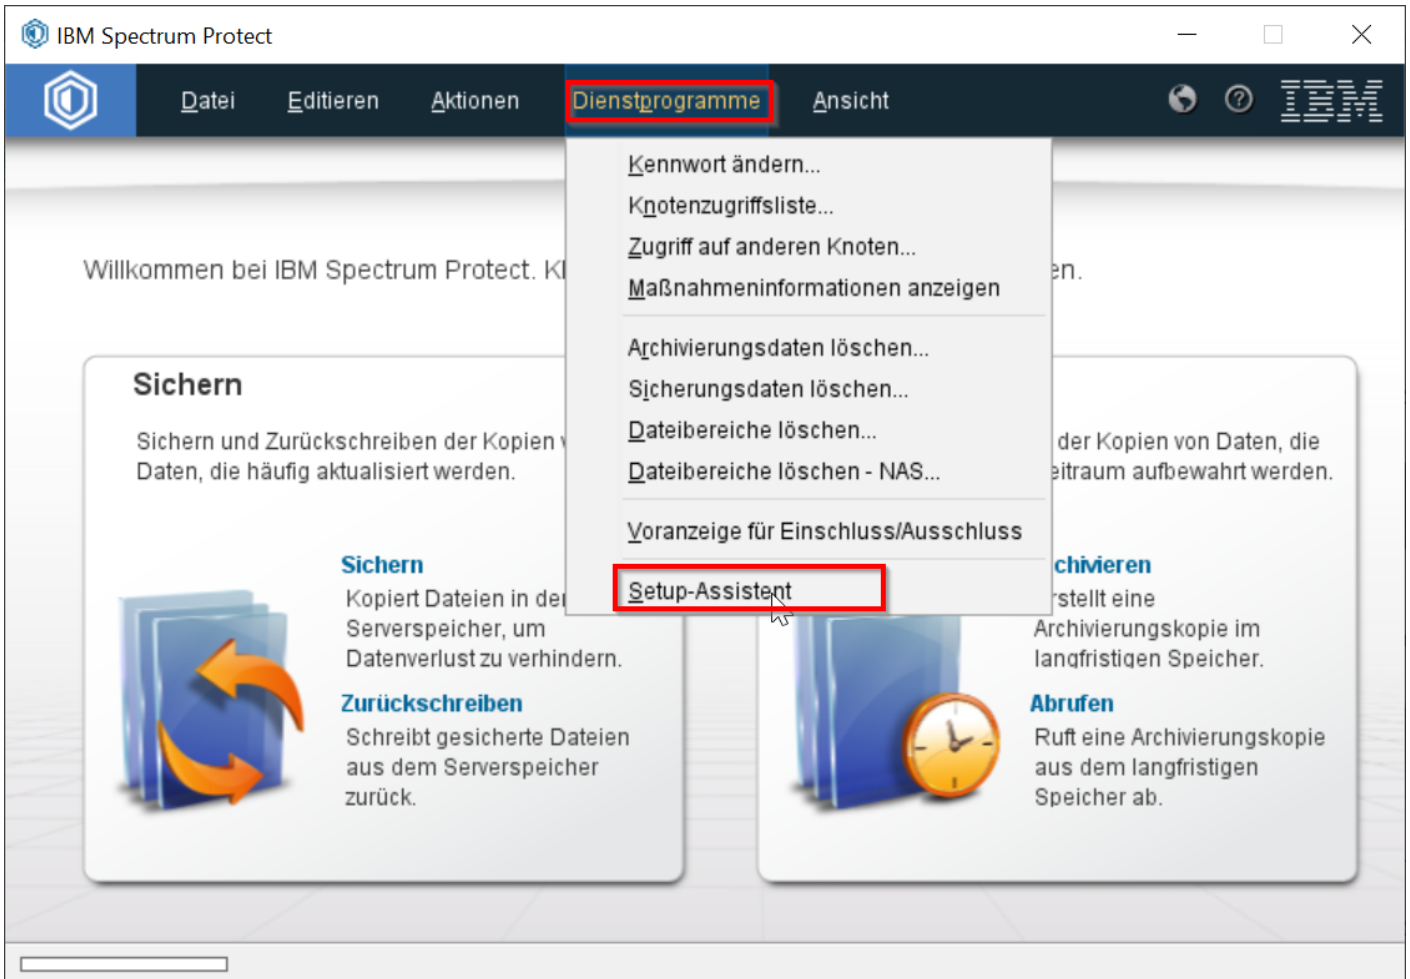 IBM Spectrum Protect
Datei Editieren Aktionen Dienstprogramme Ansicht IBM
Kennwort ändern...
Knotenzugriffsliste...
Zugriff auf anderen Knoten...
Maßnahmeninformationen anzeigen
Archivierungsdaten löschen...
Sicherungsdaten löschen...
Dateibereiche löschen...
Dateibereiche löschen - NAS...
Voranzeige für Einschluss/Ausschluss
Setup-Assistent
Willkommen bei IBM Spectrum Protect.
Sichern
Sichern und Zurückschreiben der Kopien
Daten, die häufig aktualisiert werden.
Sichern
Kopiert Dateien in den
Serverspeicher, um
Datenverlust zu verhindern.
Zurückschreiben
Schreibt gesicherte Dateien
aus dem Serverspeicher
zurück.
der Kopien von Daten, die
eitraum aufbewahrt werden.
chivieren
rstellt eine
Archivierungskopie im
langfristigen Speicher.
Abrufen
Ruft eine Archivierungskopie
aus dem langfristigen
Speicher ab.